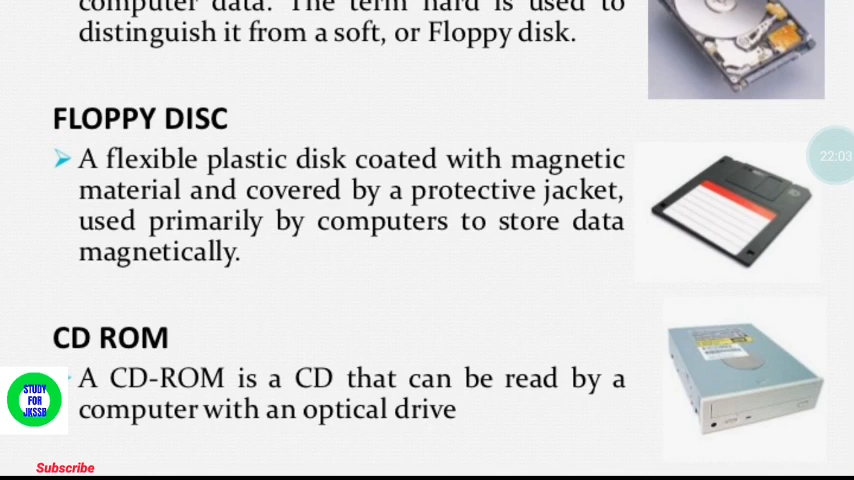 computer data. The term hard is used to
distinguish it from a soft, or Floppy disk.
FLOPPY DISC
A flexible plastic disk coated with magnetic
material and covered by a protective jacket,
used primarily by computers to store data
magnetically.
22:03
CD ROM
A CD-ROM is a CD that can be read by a
computer with an optical drive
STUDY
FOR
JKSSB
Subscribe